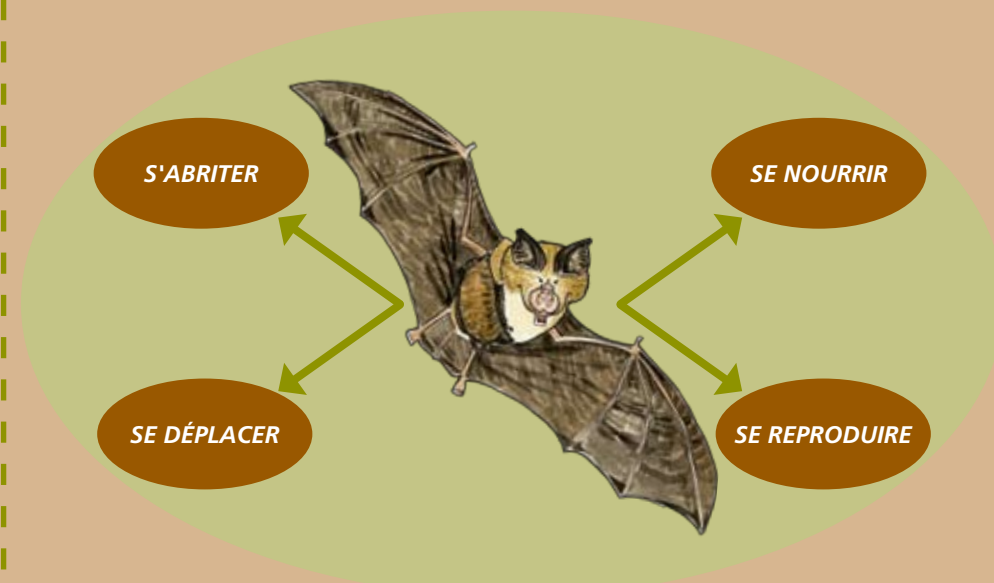 S'ABRITER
SE NOURRIR
SE DÉPLACER
SE REPRODUIRE